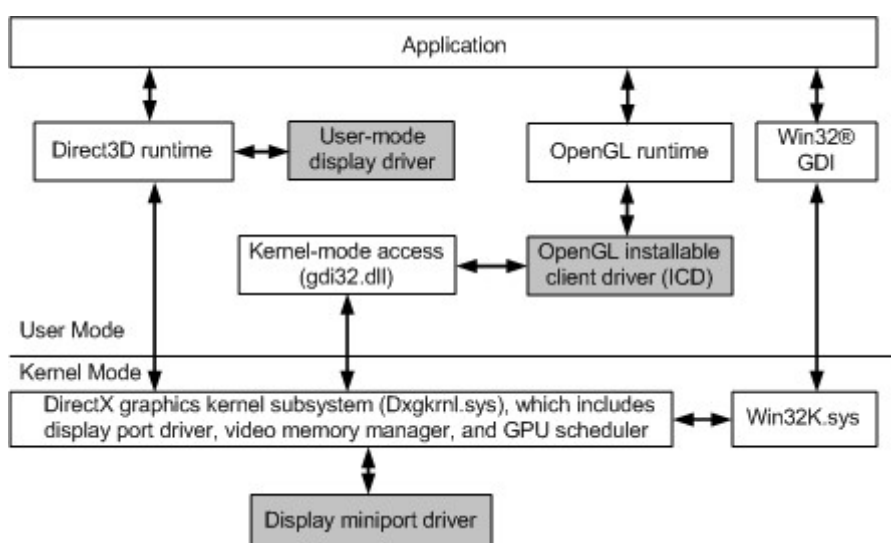 Application
Direct3D runtime
User-mode
display driver
OpenGL runtime
Win32®
GDI
Kernel-mode access
(gdi32.dll)
OpenGL installable
client driver (ICD)
User Mode
Kernel Mode
DirectX graphics kernel subsystem (Dxgkrnl.sys), which includes
display port driver, video memory manager, and GPU scheduler
Win32K.sys
Display miniport driver